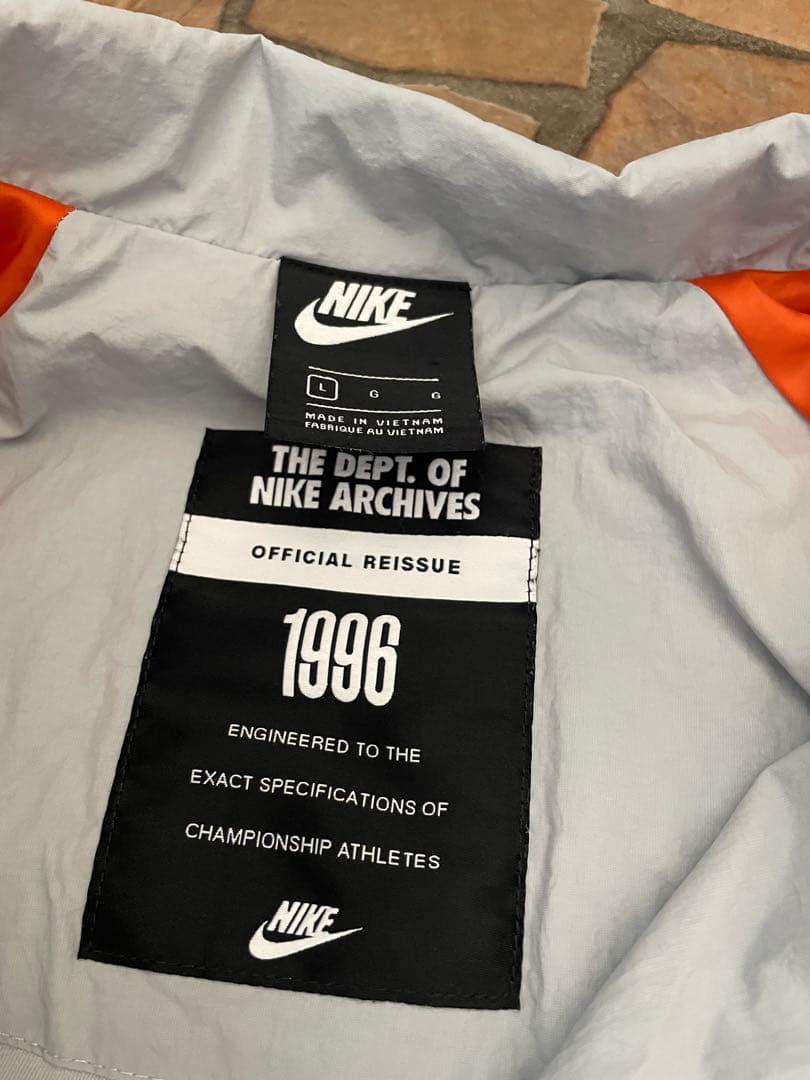 NIKE
L G G
MADE IN VIETNAM
FABRIQUE AU VIETNAM
THE DEPT. OF
NIKE ARCHIVES
OFFICIAL REISSUE
1996
ENGINEERED TO THE
EXACT SPECIFICATIONS OF
CHAMPIONSHIP ATHLETES
NIKE